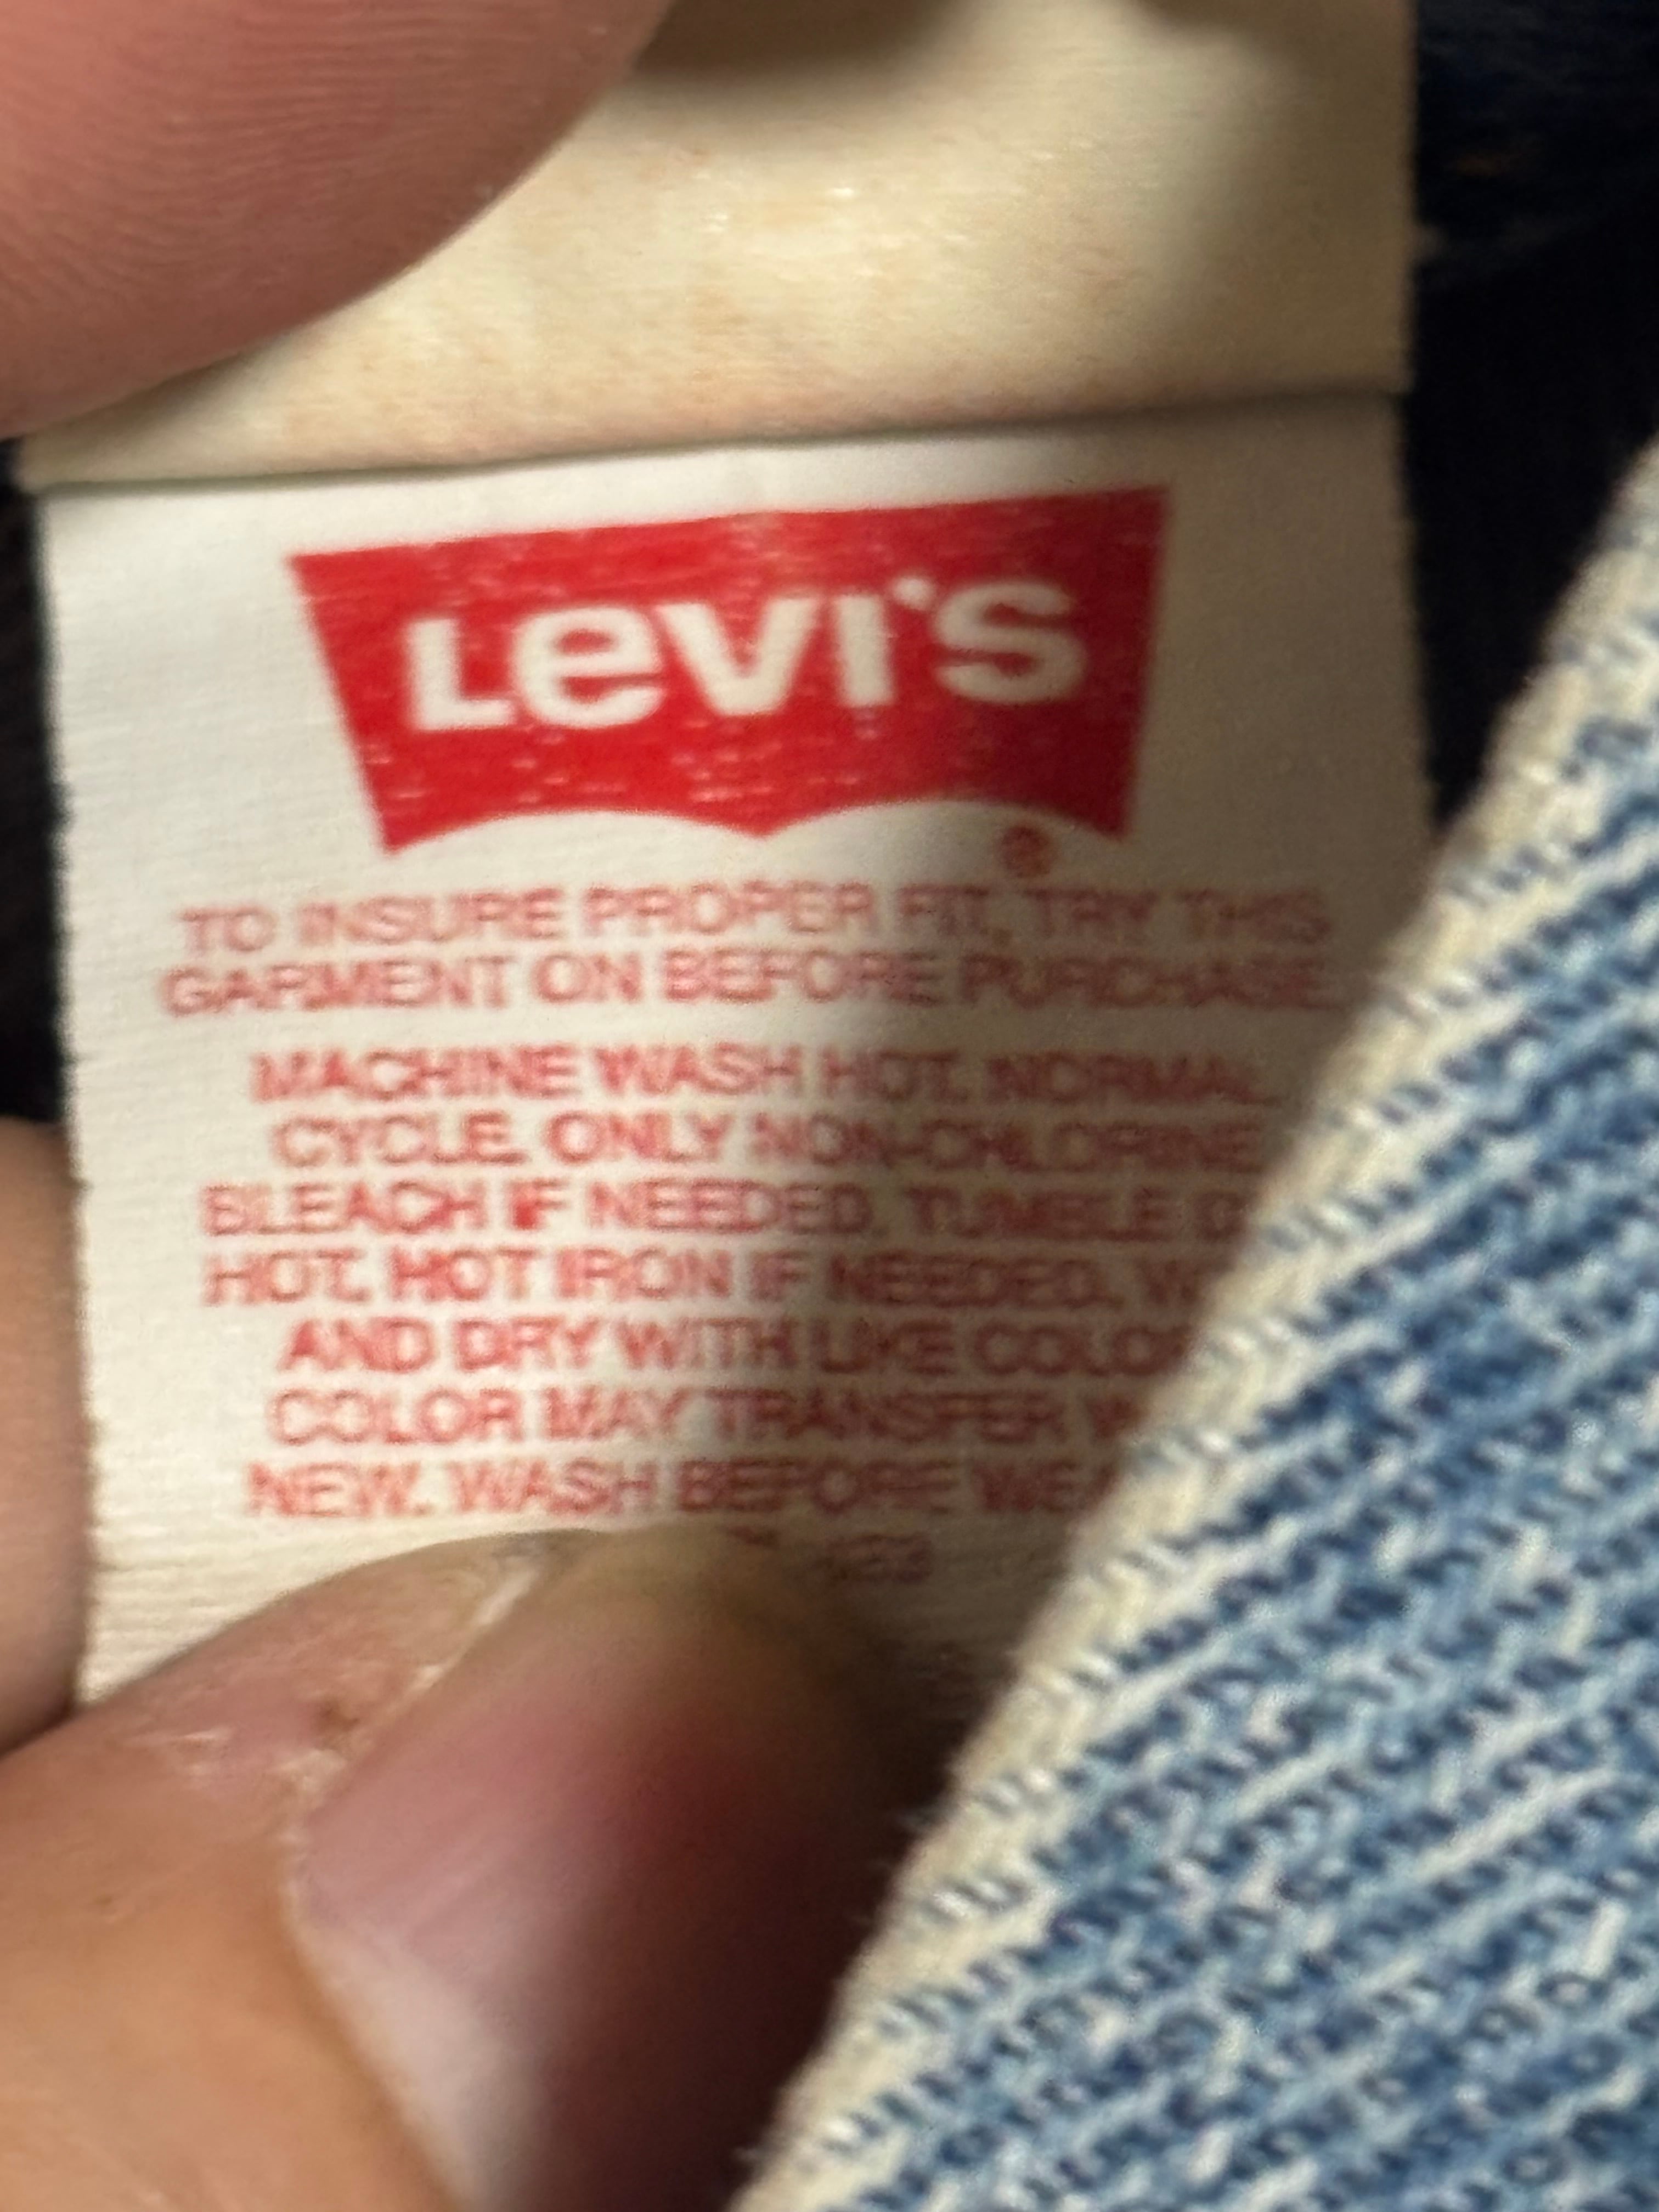 Levi's
®
TO INSURE PROPER FIT, TRY THIS
GARMENT ON BEFORE PURCHASE.
MACHINE WASH HOT. NORMAL
CYCLE. ONLY NON-CHLORINE
BLEACH IF NEEDED. TUMBLE
HOT. HOT IRON IF NEEDED.
AND DRY WITH LIKE
COLOR MAY TRANSFER
NEW. WASH BEFORE